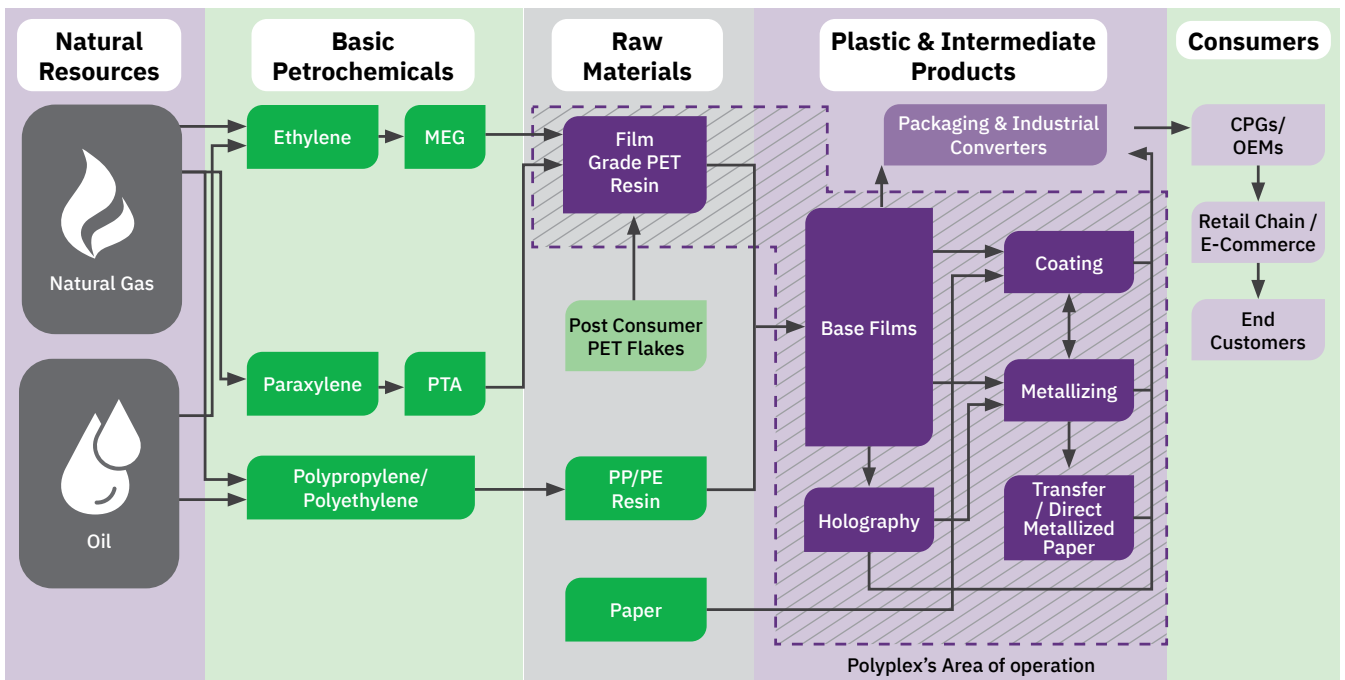 Natural
Resources
Basic
Petrochemicals
Raw
Materials
Plastic & Intermediate
Products
Consumers
Natural Gas
Oil
Ethylene
MEG
Paraxylene
PTA
Polypropylene/
Polyethylene
Film
Grade PET
Resin
Post Consumer
PET Flakes
PP/PE
Resin
Paper
Packaging & Industrial
Converters
Base Films
Coating
Metallizing
Holography
Transfer
/ Direct
Metallized
Paper
Polyplex's Area of operation
CPGs/
OEMs
Retail Chain /
E-Commerce
End
Customers